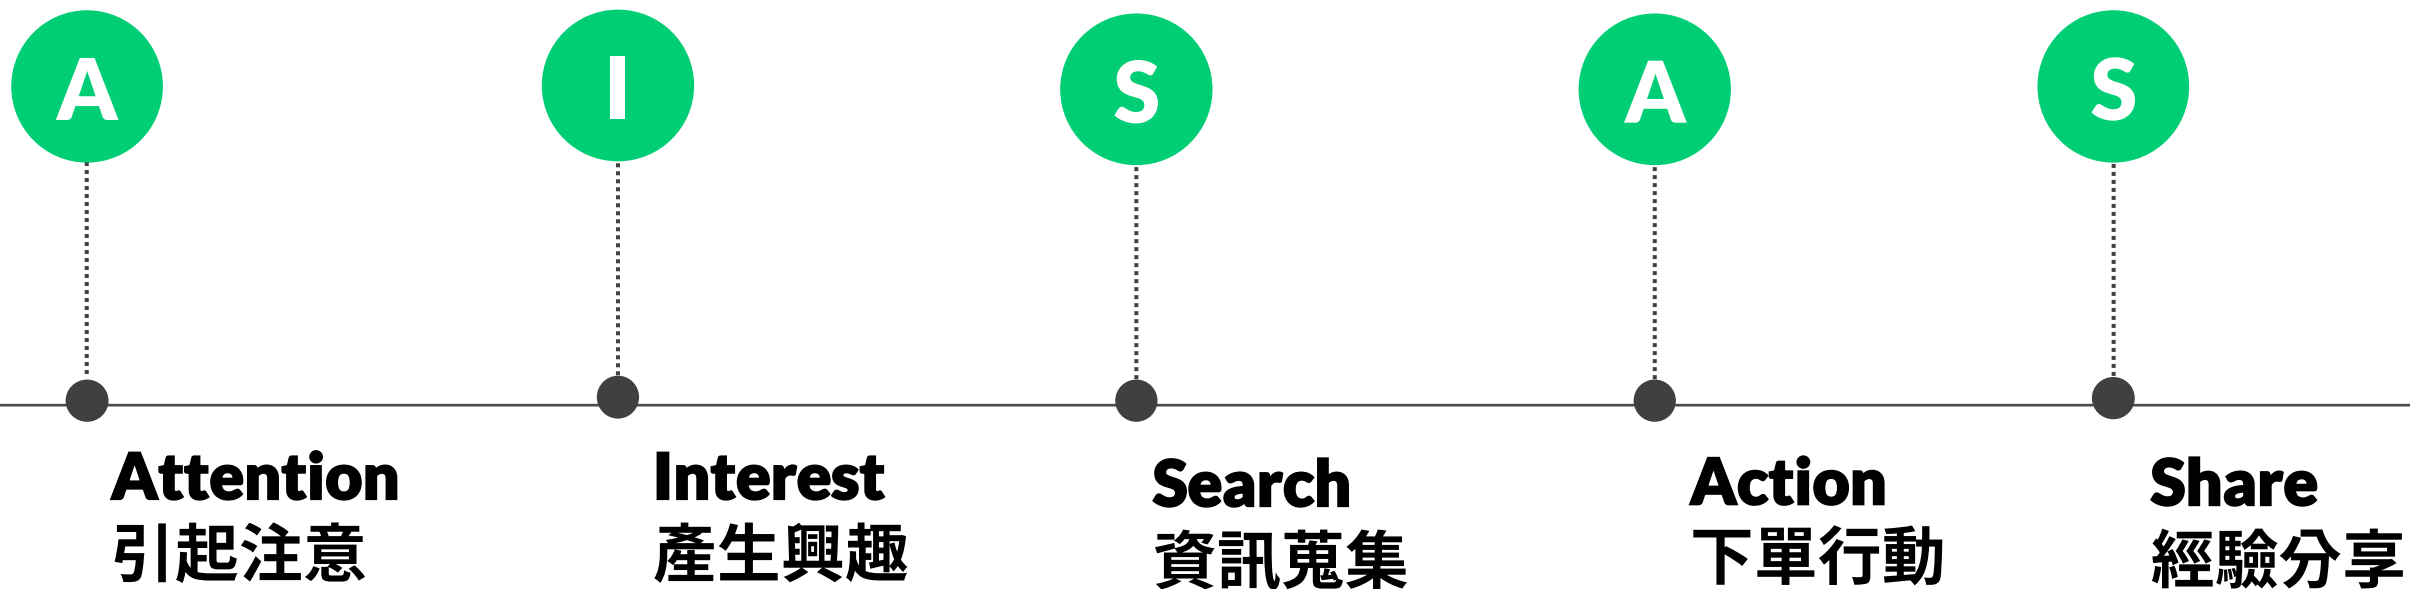 A
I
S
A
S
Attention
引起注意
Interest
產生興趣
Search
資訊蒐集
Action
下單行動
Share
經驗分享